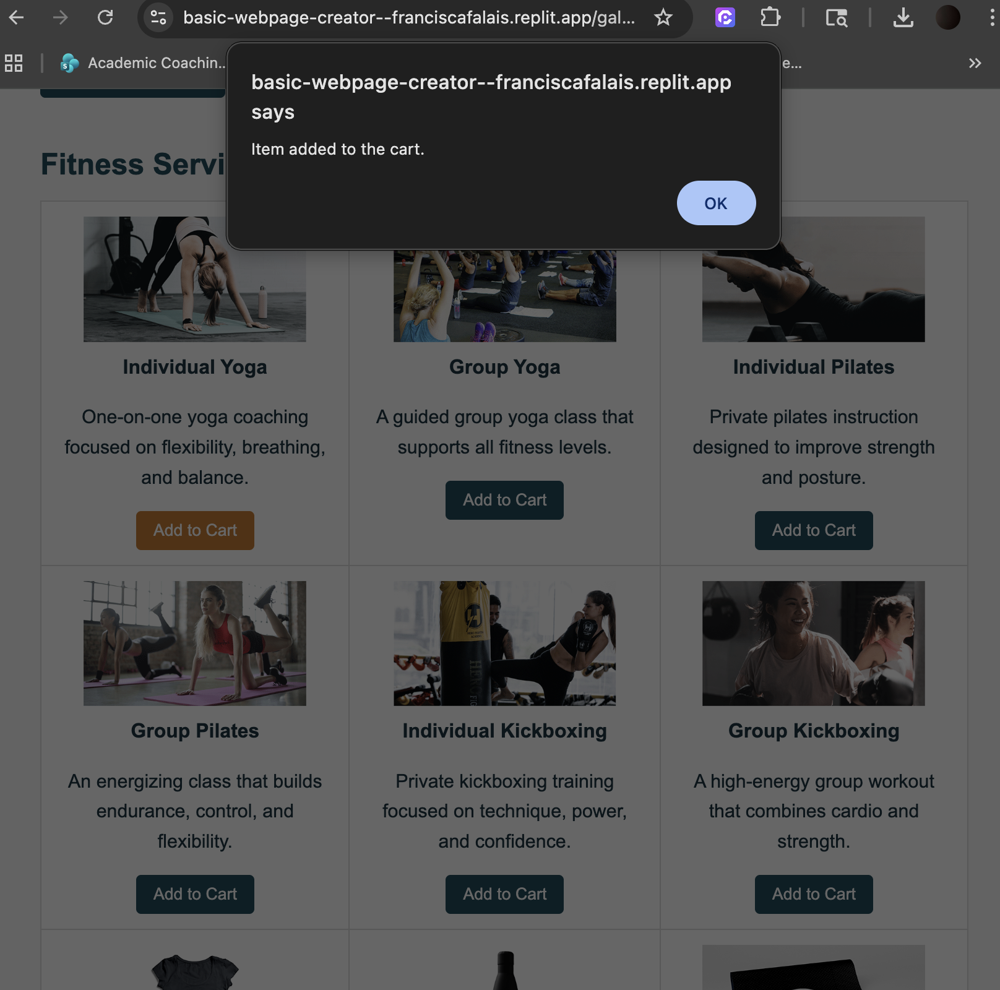 basic-webpage-creator--franciscafalais.replit.app/gal...
Academic Coachin...
e...
basic-webpage-creator--franciscafalais.replit.app
says
Item added to the cart.
OK
Fitness Servi
Individual Yoga
One-on-one yoga coaching
focused on flexibility, breathing,
and balance.
Add to Cart
Group Yoga
A guided group yoga class that
supports all fitness levels.
Add to Cart
Individual Pilates
Private pilates instruction
designed to improve strength
and posture.
Add to Cart
Group Pilates
An energizing class that builds
endurance, control, and
flexibility.
Add to Cart
Individual Kickboxing
Private kickboxing training
focused on technique, power,
and confidence.
Add to Cart
Group Kickboxing
A high-energy group workout
that combines cardio and
strength.
Add to Cart